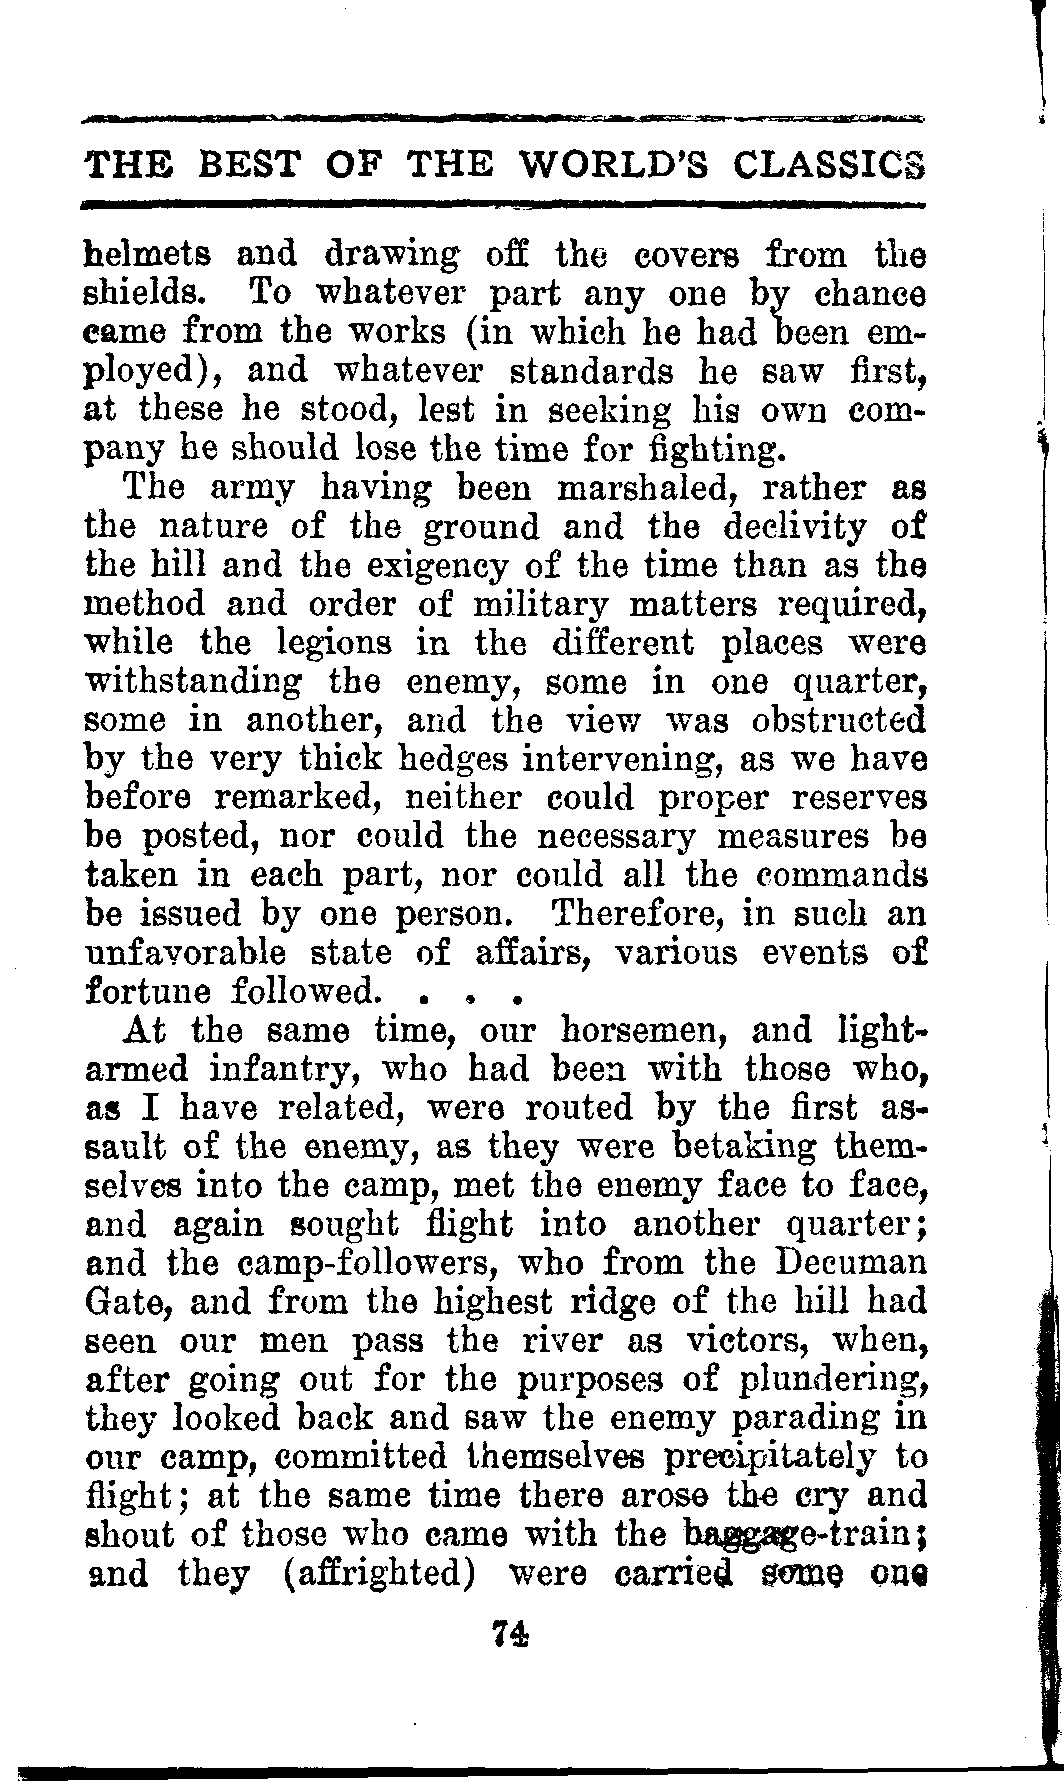 THE BEST OF THE WORLD'S CLASSICS
helmets and drawing off the covers from the
shields. To whatever part any one by chance
came from the works (in which he had been em-
ployed), and whatever standards he saw first,
at these he stood, lest in seeking his own com-
pany he should lose the time for fighting.
The army having been marshaled, rather as
the nature of the ground and the declivity of
the hill and the exigency of the time than as the
method and order of military matters required,
while the legions in the different places were
withstanding the enemy, some in one quarter,
some in another, and the view was obstructed
by the very thick hedges intervening, as we have
before remarked, neither could proper reserves
be posted, nor could the necessary measures be
taken in each part, nor could all the commands
be issued by one person. Therefore, in such an
unfavorable state of affairs, various events of
fortune followed. . . .
At the same time, our horsemen, and light-
armed infantry, who had been with those who,
as I have related, were routed by the first as-
sault of the enemy, as they were betaking them-
selves into the camp, met the enemy face to face,
and again sought flight into another quarter;
and the camp-followers, who from the Decuman
Gate, and from the highest ridge of the hill had
seen our men pass the river as victors, when,
after going out for the purposes of plundering,
they looked back and saw the enemy parading in
our camp, committed themselves precipitately to
flight; at the same time there arose the cry and
shout of those who came with the baggage-train;
and they (affrighted) were carried some one
74